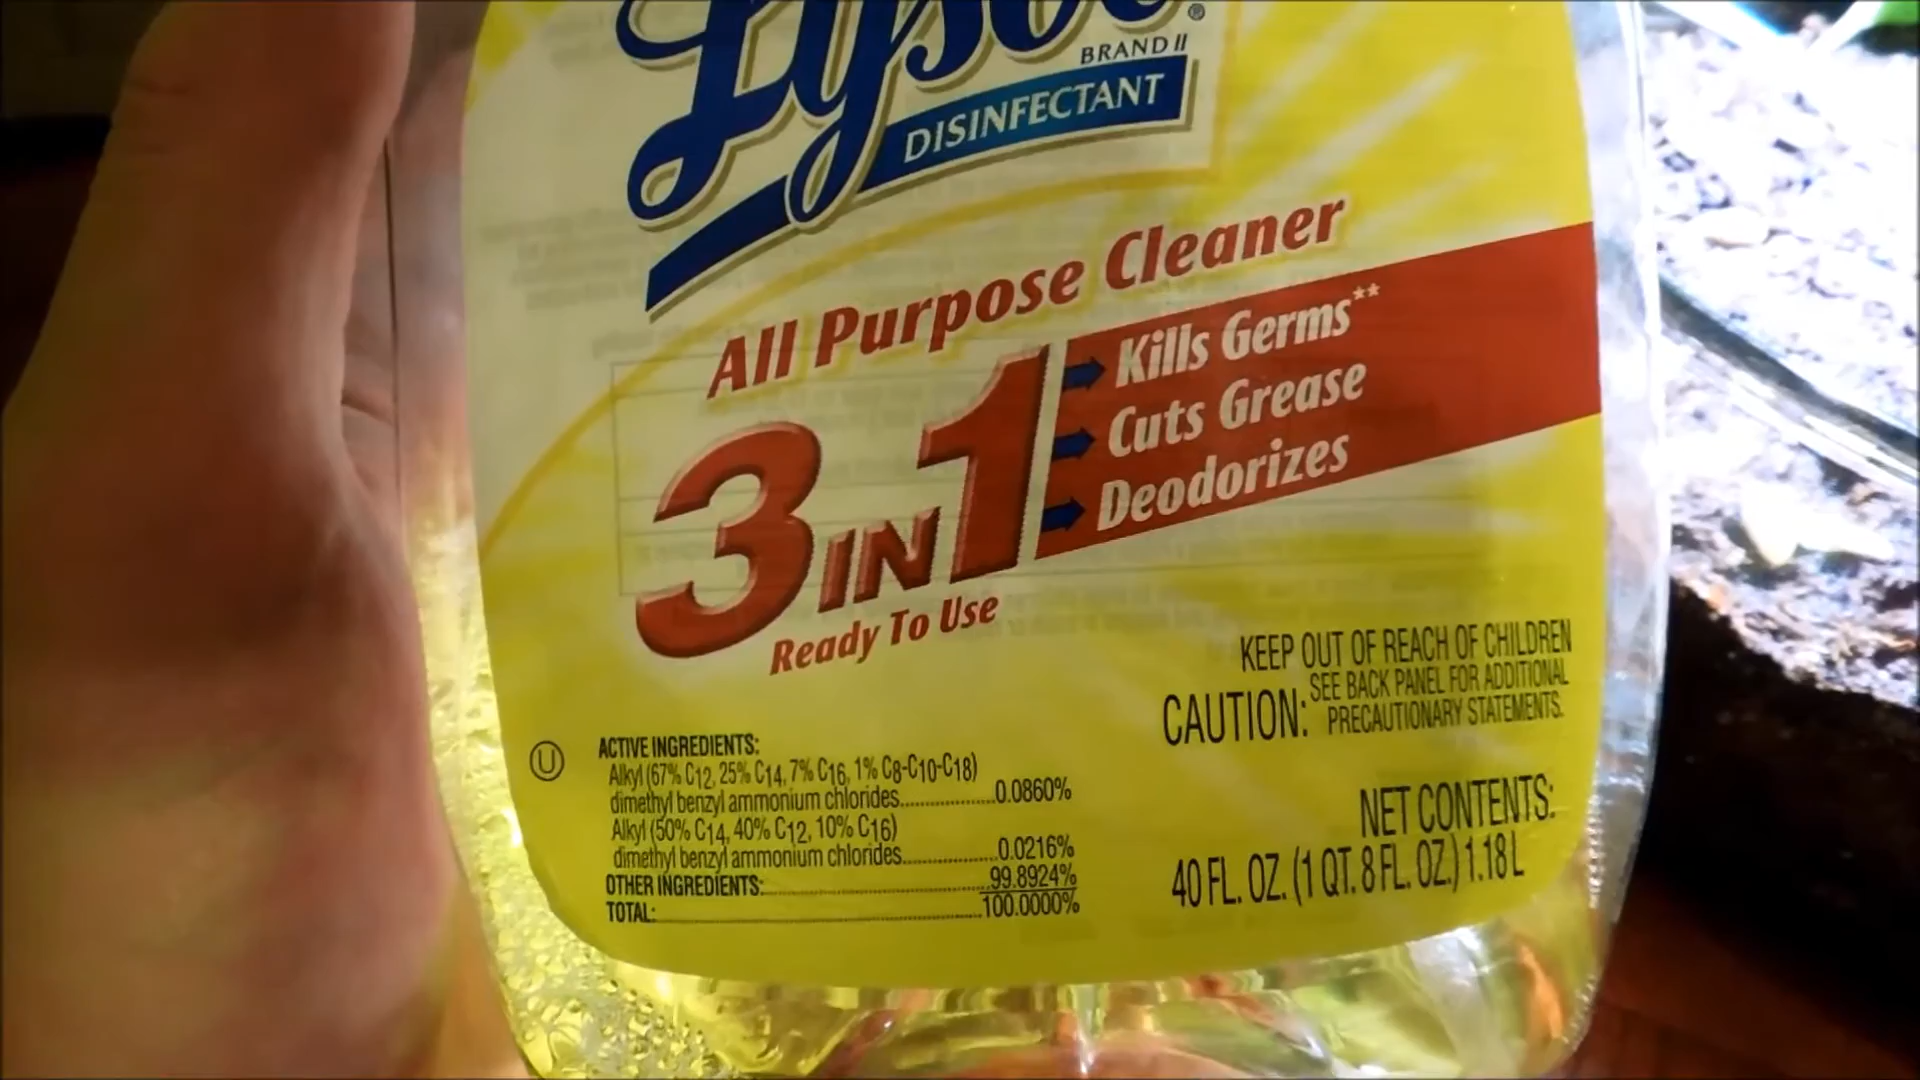 Lysol®
BRAND II
DISINFECTANT
All Purpose Cleaner
3 IN 1
Kills Germs**
Cuts Grease
Deodorizes
Ready To Use
KEEP OUT OF REACH OF CHILDREN
CAUTION: SEE BACK PANEL FOR ADDITIONAL
PRECAUTIONARY STATEMENTS.
U
ACTIVE INGREDIENTS:
Alkyl (67% C12, 25% C14, 7% C16, 1% C8-C10-C18)
dimethyl benzyl ammonium chlorides....................0.0860%
Alkyl (50% C14, 40% C12, 10% C16)
dimethyl benzyl ammonium chlorides....................0.0216%
OTHER INGREDIENTS:....................99.8924%
TOTAL:....................100.0000%
NET CONTENTS:
40 FL. OZ. (1 QT. 8 FL. OZ.) 1.18 L